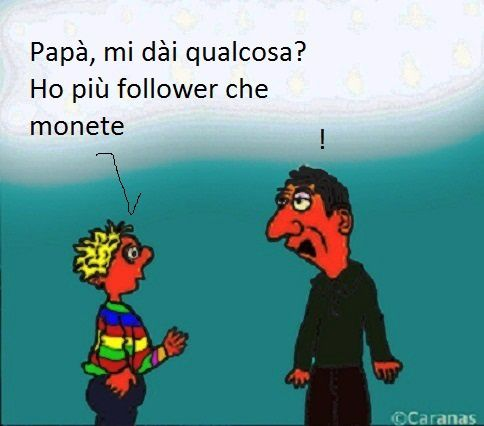 Papà, mi dài qualcosa?
Ho più follower che
monete
!
©Caranas